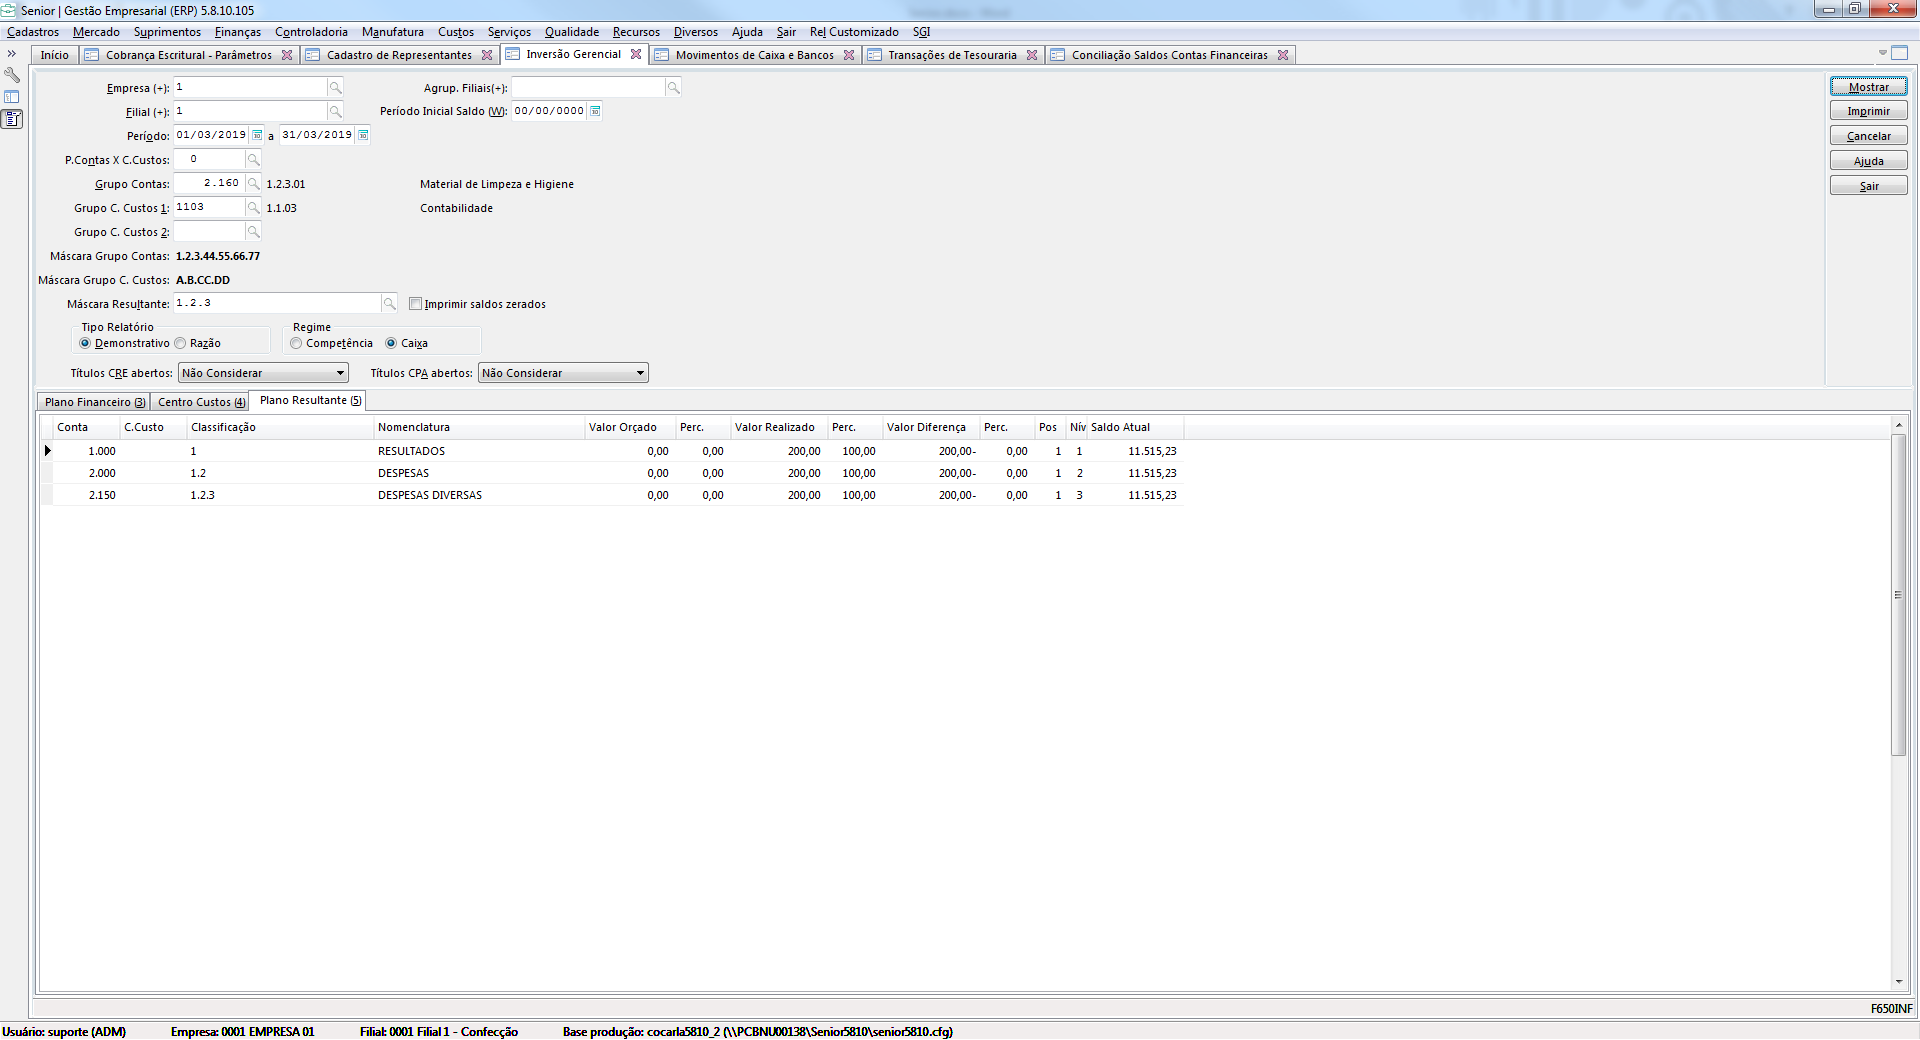 Senior | Gestão Empresarial (ERP) 5.8.10.105
Cadastros Mercado Suprimentos Finanças Controladoria Manufatura Custos Serviços Qualidade Recursos Diversos Ajuda Sair Rel Customizado SGI
Início Cobrança Escritural - Parâmetros Cadastro de Representantes Inversão Gerencial Movimentos de Caixa e Bancos Transações de Tesouraria Conciliação Saldos Contas Financeiras
Empresa (+): 1 Agrup. Filiais(+): Mostrar
Filial (+): 1 Período Inicial Saldo (W): 00/00/0000 Imprimir
Período: 01/03/2019 a 31/03/2019 Cancelar
P.Contas X C.Custos: 0 Ajuda
Grupo Contas: 2.160 1.2.3.01 Material de Limpeza e Higiene Sair
Grupo C. Custos 1: 1103 1.1.03 Contabilidade
Grupo C. Custos 2:
Máscara Grupo Contas: 1.2.3.44.55.66.77
Máscara Grupo C. Custos: A.B.CC.DD
Máscara Resultante: 1.2.3 Imprimir saldos zerados
Tipo Relatório Regime
Demonstrativo Razão Competência Caixa
Títulos CRE abertos: Não Considerar Títulos CPA abertos: Não Considerar
Plano Financeiro (3) Centro Custos (4) Plano Resultante (5)
Conta C.Custo Classificação Nomenclatura Valor Orçado Perc. Valor Realizado Perc. Valor Diferença Perc. Pos Nív Saldo Atual
1.000 1 RESULTADOS 0,00 0,00 200,00 100,00 200,00- 0,00 1 1 11.515,23
2.000 1.2 DESPESAS 0,00 0,00 200,00 100,00 200,00- 0,00 1 2 11.515,23
2.150 1.2.3 DESPESAS DIVERSAS 0,00 0,00 200,00 100,00 200,00- 0,00 1 3 11.515,23
F650INF
Usuário: suporte (ADM) Empresa: 0001 EMPRESA 01 Filial: 0001 Filial 1 - Confecção Base produção: cocarla5810_2 (\\PCBNU00138\Senior5810\senior5810.cfg)